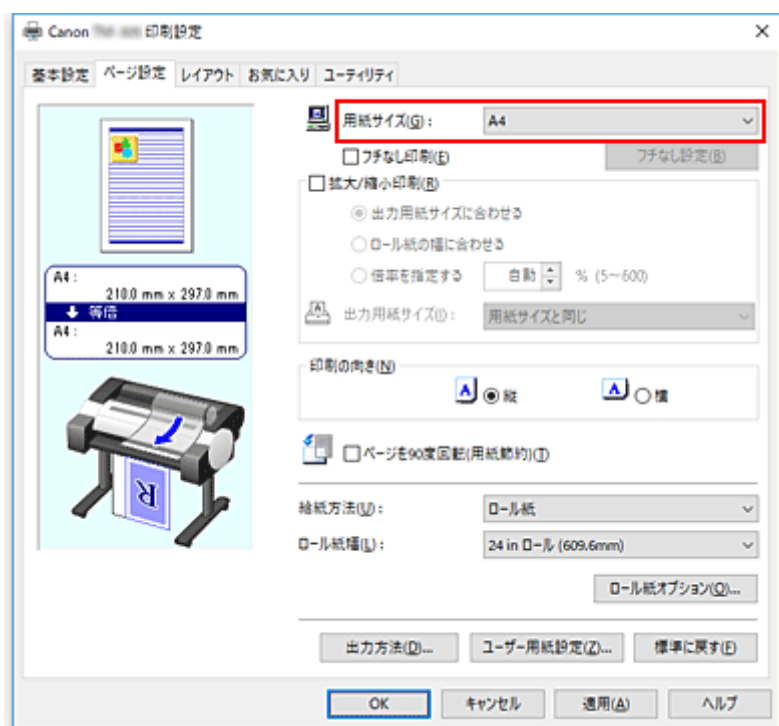 Canon 印刷設定
基本設定 ページ設定 レイアウト お気に入り ユーティリティ
用紙サイズ(G): A4
フチなし印刷(E) フチなし設定(B)
拡大/縮小印刷(R)
出力用紙サイズに合わせる
ロール紙の幅に合わせる
倍率を指定する 自動 % (5～600)
出力用紙サイズ(I): 用紙サイズと同じ
A4 :
210.0 mm x 297.0 mm
等倍
A4 :
210.0 mm x 297.0 mm
印刷の向き(N)
A 縦 A 横
ページを90度回転(用紙節約)(T)
R
給紙方法(U): ロール紙
ロール紙幅(L): 24 in ロール (609.6mm)
ロール紙オプション(O)...
出力方法(D)... ユーザー用紙設定(Z)... 標準に戻す(F)
OK キャンセル 適用(A) ヘルプ